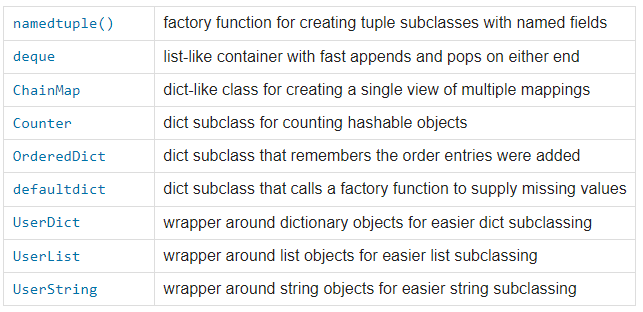 namedtuple() factory function for creating tuple subclasses with named fields
deque list-like container with fast appends and pops on either end
ChainMap dict-like class for creating a single view of multiple mappings
Counter dict subclass for counting hashable objects
OrderedDict dict subclass that remembers the order entries were added
defaultdict dict subclass that calls a factory function to supply missing values
UserDict wrapper around dictionary objects for easier dict subclassing
UserList wrapper around list objects for easier list subclassing
UserString wrapper around string objects for easier string subclassing